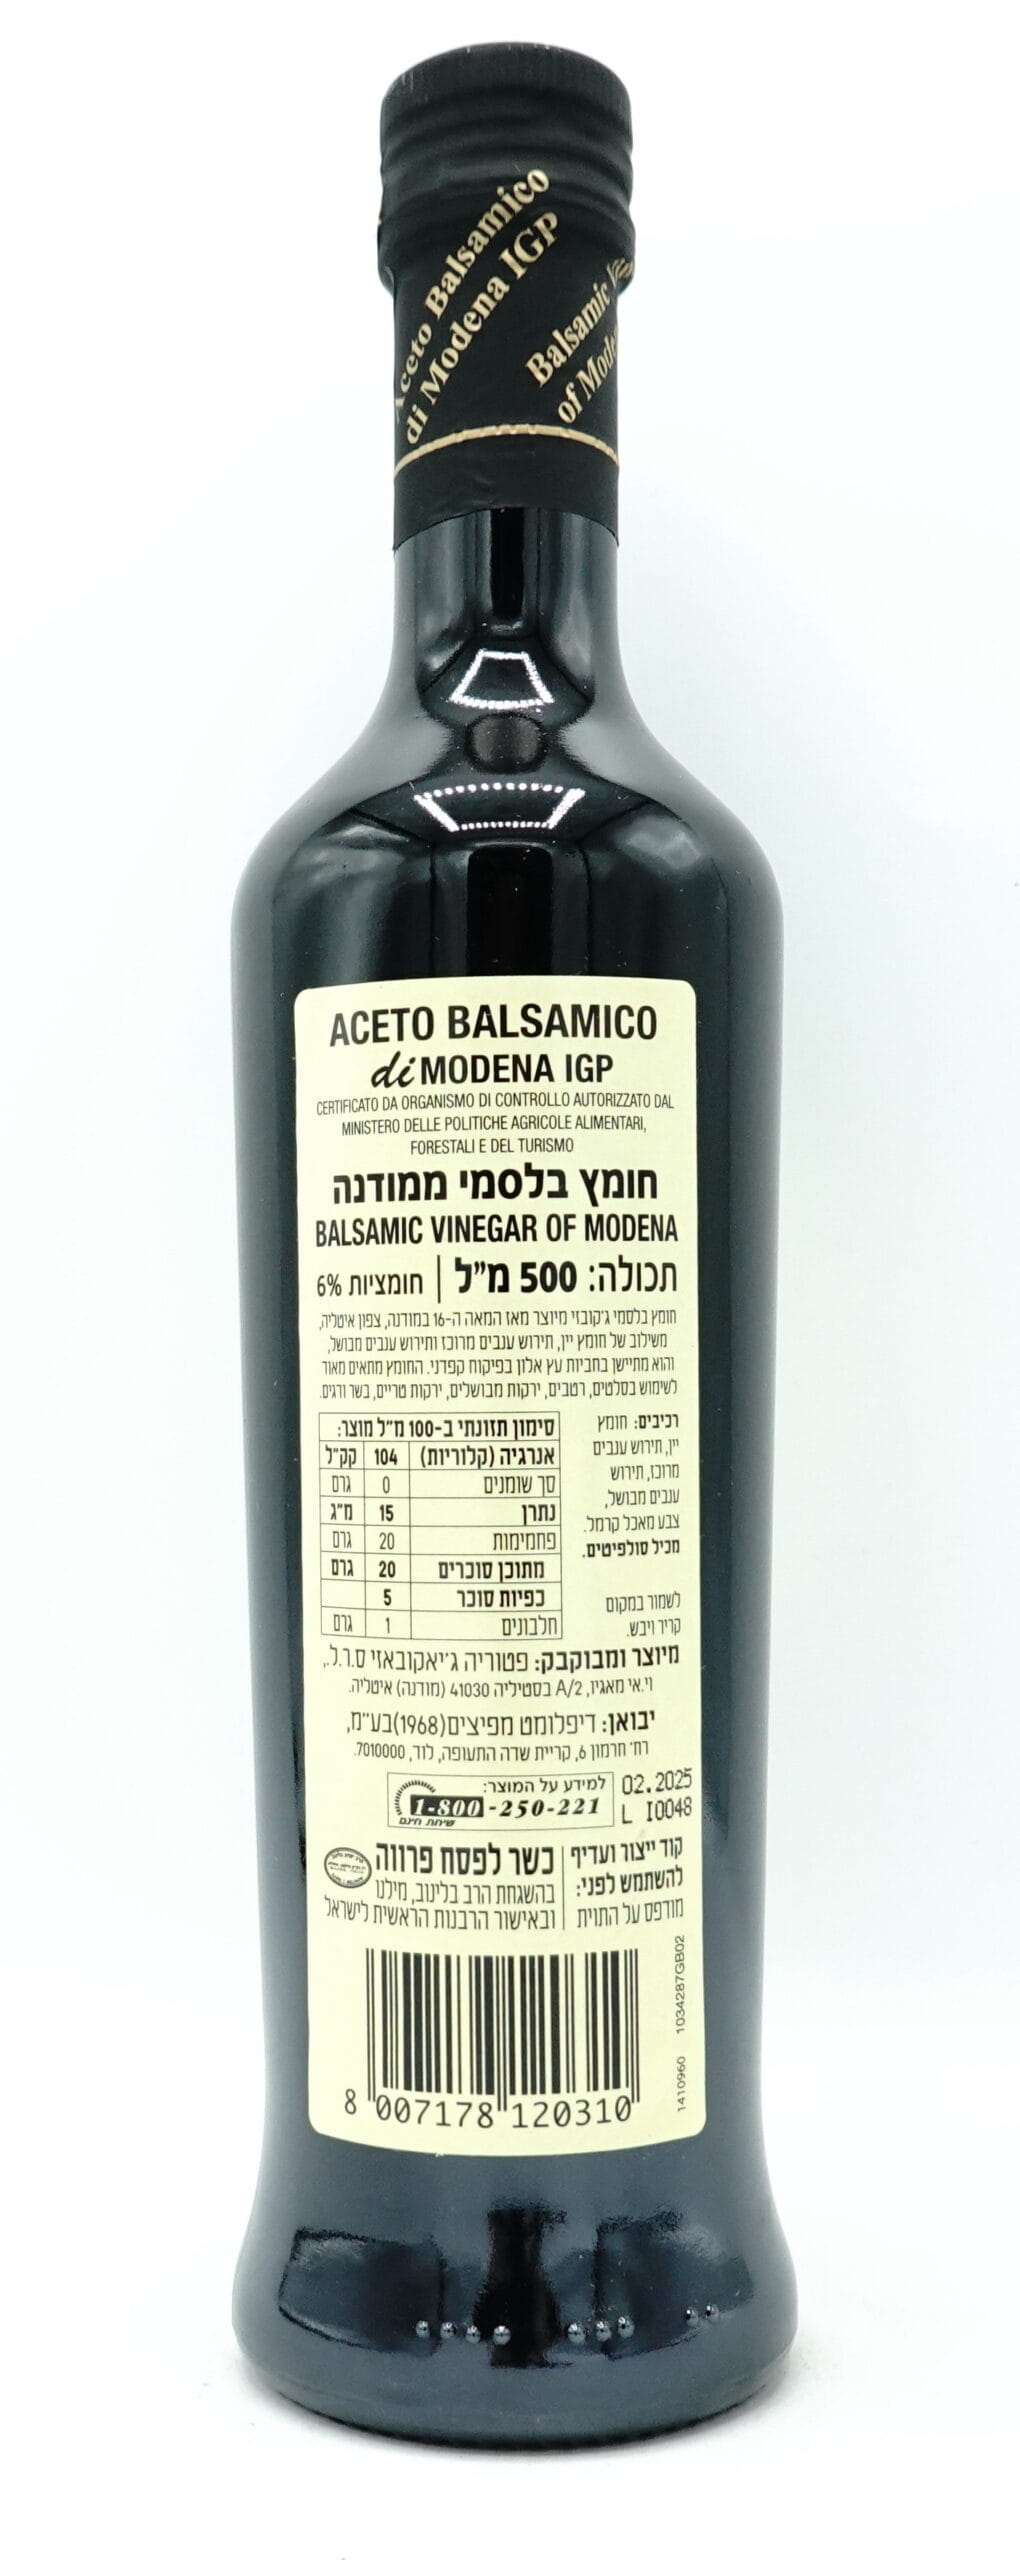 Aceto Balsamico
di Modena IGP
Balsamic
of
ACETO BALSAMICO
di MODENA IGP
CERTIFICATO DA ORGANISMO DI CONTROLLO AUTORIZZATO DAL
MINISTERO DELLE POLITICHE AGRICOLE ALIMENTARI,
FORESTALI E DEL TURISMO
חומץ בלסמי ממודנה
BALSAMIC VINEGAR OF MODENA
תכולה: 500 מ"ל | חומציות 6%
חומץ בלסמי ג'קובזי מיוצר מאז המאה ה-16 במודנה, צפון איטליה,
משילוב של חומץ יין, תירוש ענבים מרוכז ותירוש ענבים מבושל,
והוא מתיישן בחביות עץ אלון בפיקוח קפדני. החומץ מתאים מאוד
לשימוש בסלטים, רטבים, ירקות מבושלים, ירקות טריים, בשר ודגים.
רכיבים: חומץ
יין, תירוש ענבים
מרוכז, תירוש
ענבים מבושל,
צבע מאכל קרמל.
מכיל סולפיטים.
לשמור במקום
קריר ויבש.
סימון תזונתי ב-100 מ"ל מוצר:
אנרגיה (קלוריות) 104 קק"ל
סך שומנים 0 גרם
נתרן 15 מ"ג
פחמימות 20 גרם
מתוכן סוכרים 20 גרם
כפיות סוכר 5
חלבונים 1 גרם
מיוצר ומבוקבק: פטוריה ג'יאקובאזי ס.ר.ל.,
וי.אי מאגיו, A/2 בסטיליה 41030 (מודנה) איטליה.
יבואן: דיפלומט מפיצים(1968)בע"מ,
רח' חרמון 6, קריית שדה התעופה, לוד, 7010000.
למידע על המוצר:
1-800-250-221
שיחת חינם
02.2025
L I0048
קוד ייצור ועדיף
להשתמש לפני:
מודפס על התווית
כשר לפסח פרווה
בהשגחת הרב בלינוב, מילנו
ובאישור הרבנות הראשית לישראל
8 007178 120310
1410960 1034287GB02